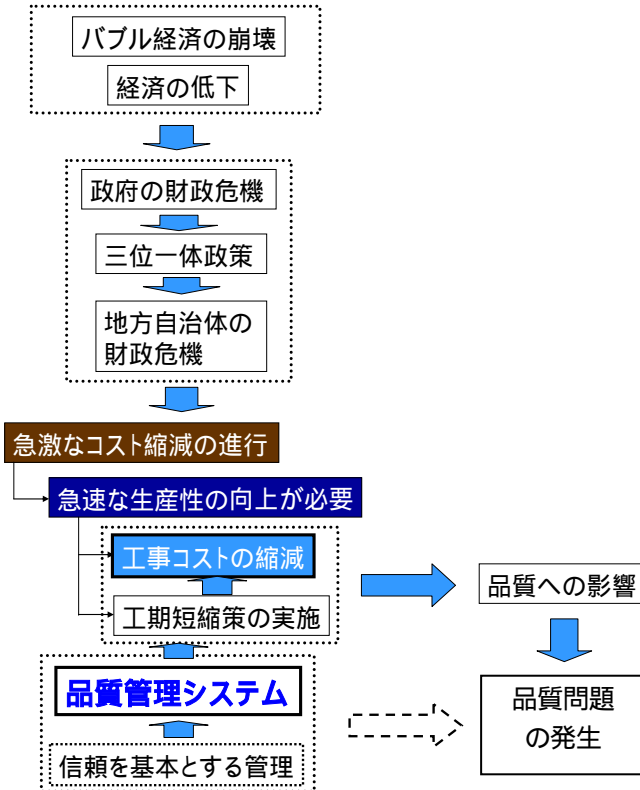 バブル経済の崩壊
経済の低下
政府の財政危機
三位一体政策
地方自治体の
財政危機
急激なコスト縮減の進行
急速な生産性の向上が必要
工事コストの縮減
工期短縮策の実施
品質への影響
品質管理システム
信頼を基本とする管理
品質問題
の発生